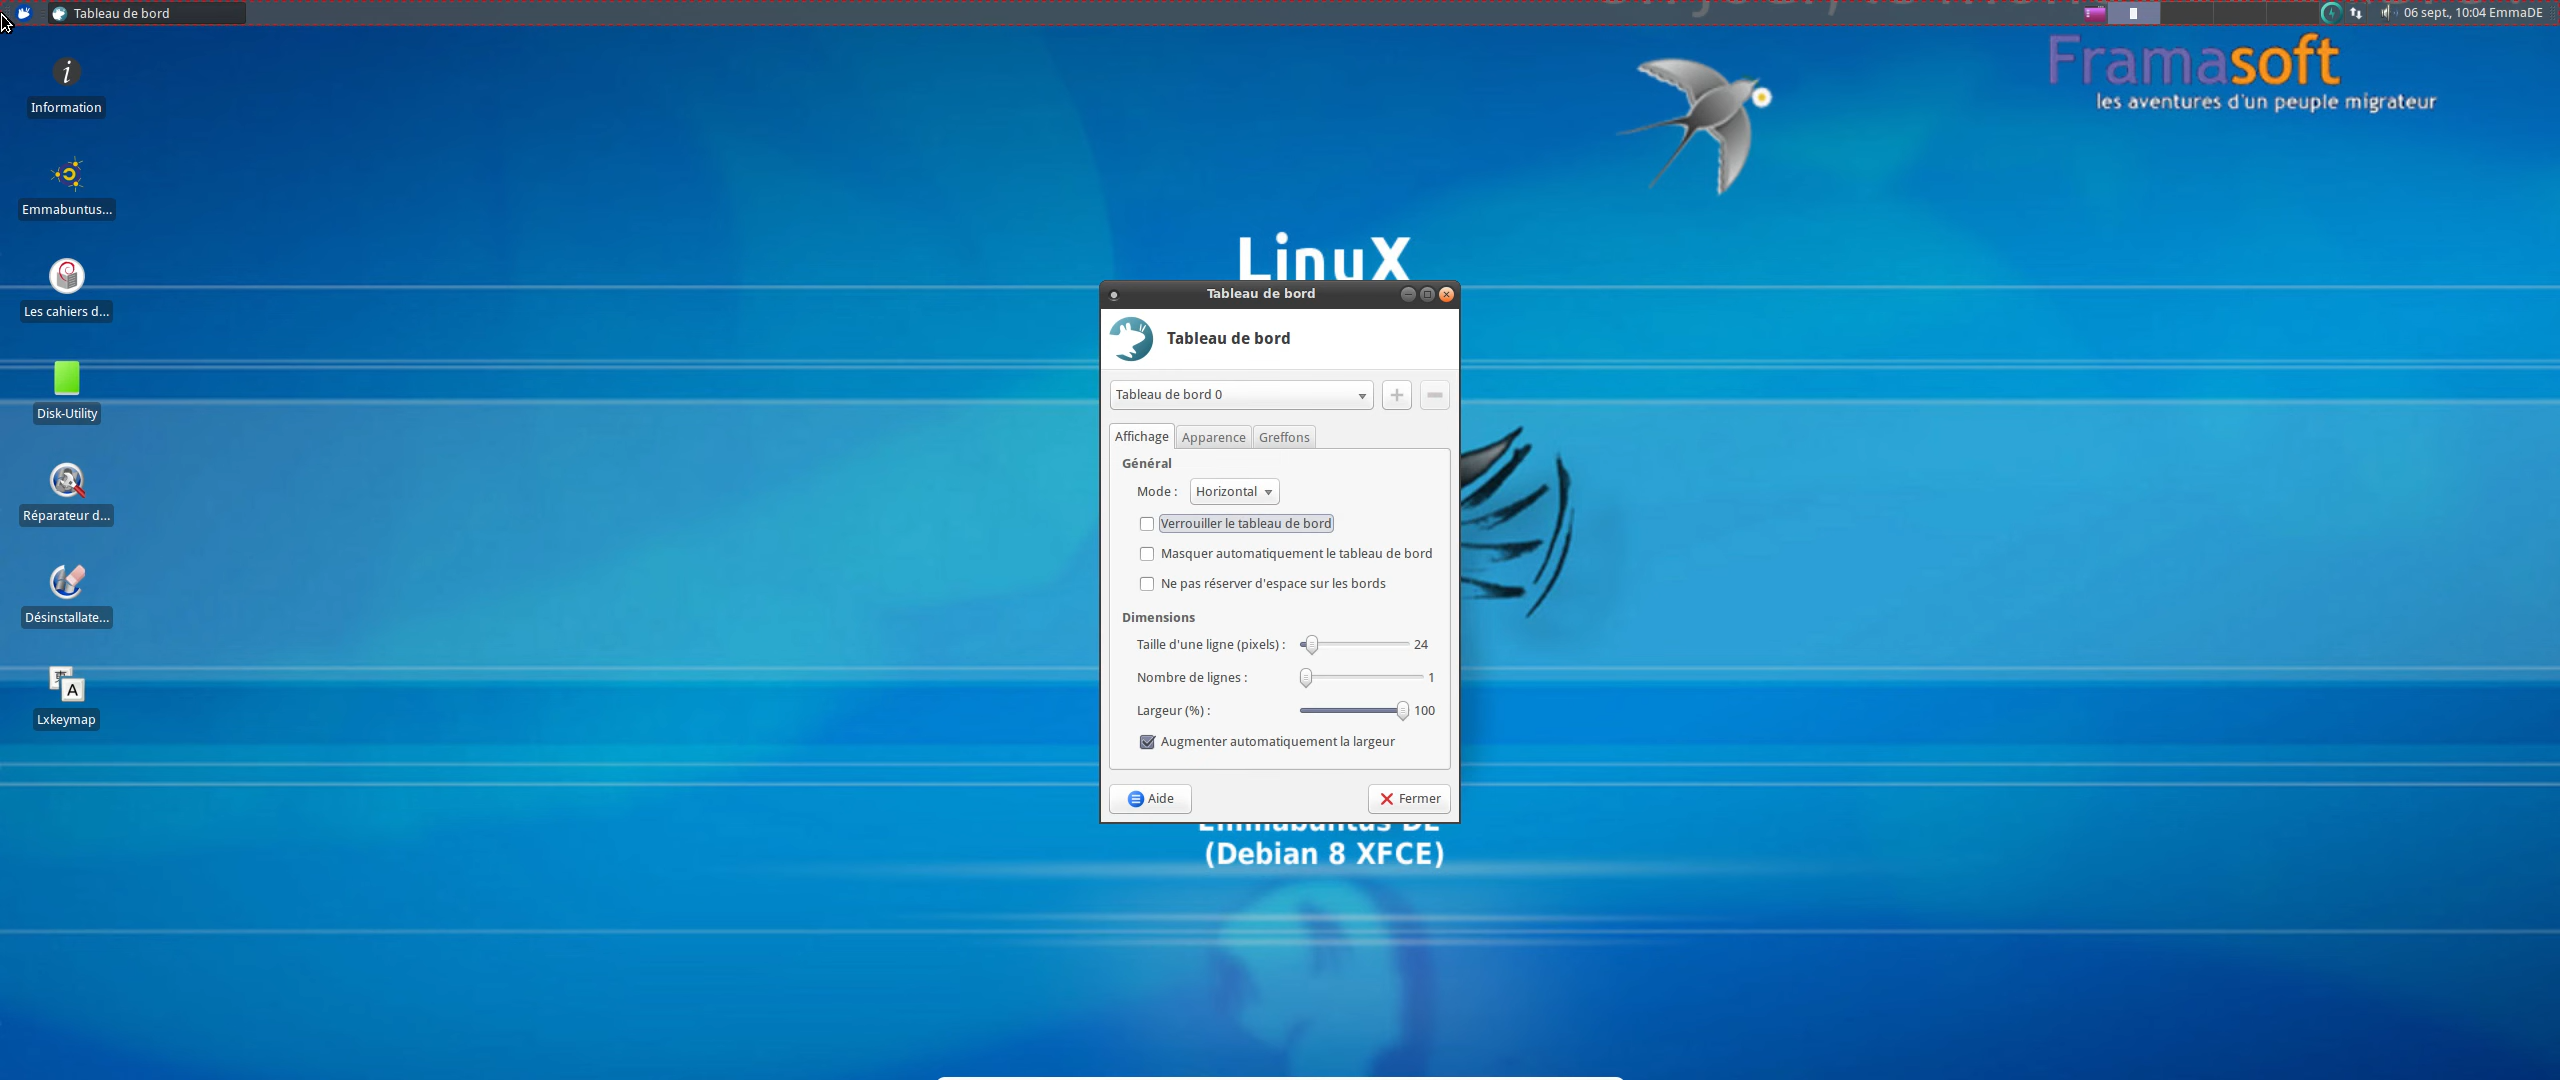 Tableau de bord
06 sept., 10:04 EmmaDE
Framasoft
les aventures d'un peuple migrateur
Information
Emmabuntus...
Les cahiers d...
Disk-Utility
Réparateur d...
Désinstallate...
A
Lxkeymap
LinuX
Tableau de bord
Tableau de bord
Tableau de bord 0
Affichage Apparence Greffons
Général
Mode : Horizontal
Verrouiller le tableau de bord
Masquer automatiquement le tableau de bord
Ne pas réserver d'espace sur les bords
Dimensions
Taille d'une ligne (pixels) : 24
Nombre de lignes : 1
Largeur (%) : 100
Augmenter automatiquement la largeur
Aide Fermer
Emmabuntüs DE
(Debian 8 XFCE)